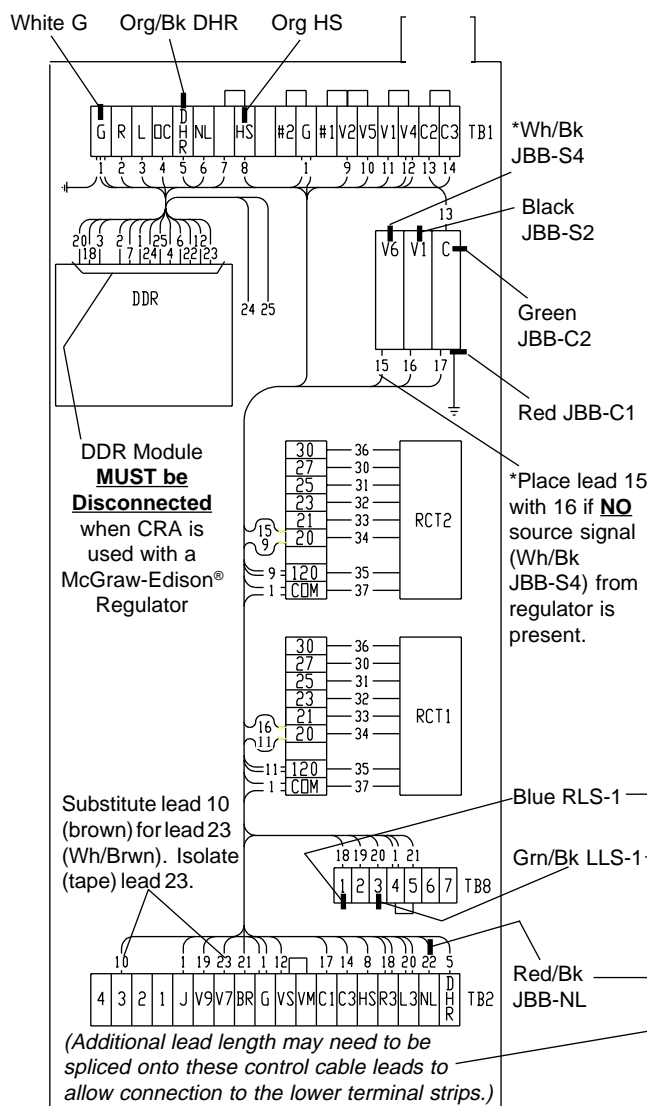 White G Org/Bk DHR Org HS
G R L OC DHR NL HS #2 G #1 V2 V5 V1 V4 C2 C3 TB1
1 2 3 4 5 6 7 8 1 9 10 11 12 13 14
*Wh/Bk
JBB-S4
13
Black
JBB-S2
V6 V1 C
20 18 3 2 7 1 24 25 4 6 22 12 23
DDR
24 25
Green
JBB-C2
15 16 17
Red JBB-C1
DDR Module
MUST be
Disconnected
when CRA is
used with a
McGraw-Edison®
Regulator
*Place lead 15
with 16 if NO
source signal
(Wh/Bk
JBB-S4) from
regulator is
present.
30 36
27 30
25 31
23 32
21 33
20 34
15
9
9 120 35
1 COM 37
RCT2
30 36
27 30
25 31
23 32
21 33
20 34
16
11
11 120 35
1 COM 37
RCT1
Substitute lead 10
(brown) for lead 23
(Wh/Brwn). Isolate
(tape) lead 23.
Blue RLS-1
18 19 20 1 21
1 2 3 4 5 6 7 TB8
Grn/Bk LLS-1
10 1 19 23 21 1 12 17 14 8 18 20 22 5
4 3 2 1 J V9 V7 BR G VS VM C1 C3 HS R3 L3 NL DHR TB2
Red/Bk
JBB-NL
(Additional lead length may need to be
spliced onto these control cable leads to
allow connection to the lower terminal strips.)